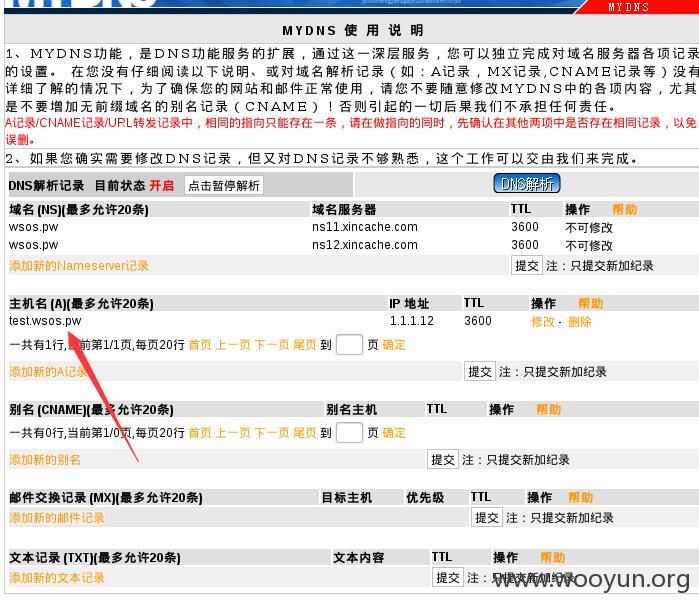 MYDNS
MYDNS 使用说明
1、MYDNS功能，是DNS功能服务的扩展，通过这一深层服务，您可以独立完成对域名服务器各项记录
的设置。 在您没有仔细阅读以下说明、或对域名解析记录（如：A记录，MX记录,CNAME记录等）没有
详细了解的情况下，为了确保您的网站和邮件正常使用，请您不要随意修改MYDNS中的各项内容，尤其
是不要增加无前缀域名的别名记录（CNAME）！否则引起的一切后果我们不承担任何责任。
A记录/CNAME记录/URL转发记录中，相同的指向只能存在一条，请在做指向的同时，先确认在其他两项中是否存在相同记录，以免
误删。
2、如果您确实需要修改DNS记录，但又对DNS记录不够熟悉，这个工作可以交由我们来完成。
DNS解析记录 目前状态 开启 点击暂停解析 DNS解析
域名 (NS)(最多允许20条) 域名服务器 TTL 操作 帮助
wsos.pw ns11.xincache.com 3600 不可修改
wsos.pw ns12.xincache.com 3600 不可修改
添加新的Nameserver记录 提交 注：只提交新加纪录
主机名 (A)(最多允许20条) IP 地址 TTL 操作 帮助
test.wsos.pw 1.1.1.12 3600 修改 - 删除
一共有1行,当前第1/1页,每页20行 首页 上一页 下一页 尾页 到 页 确定
添加新的A记录 提交 注：只提交新加纪录
别名 (CNAME)(最多允许20条) 别名主机 TTL 操作 帮助
一共有0行,当前第1/0页,每页20行 首页 上一页 下一页 尾页 到 页 确定
添加新的别名 提交 注：只提交新加纪录
邮件交换记录 (MX)(最多允许20条) 目标主机 优先级 TTL 操作 帮助
添加新的邮件记录 提交 注：只提交新加纪录
文本记录 (TXT)(最多允许20条) 文本内容 TTL 操作 帮助
添加新的文本记录 提交 注：只提交新加纪录
www.wooyun.org